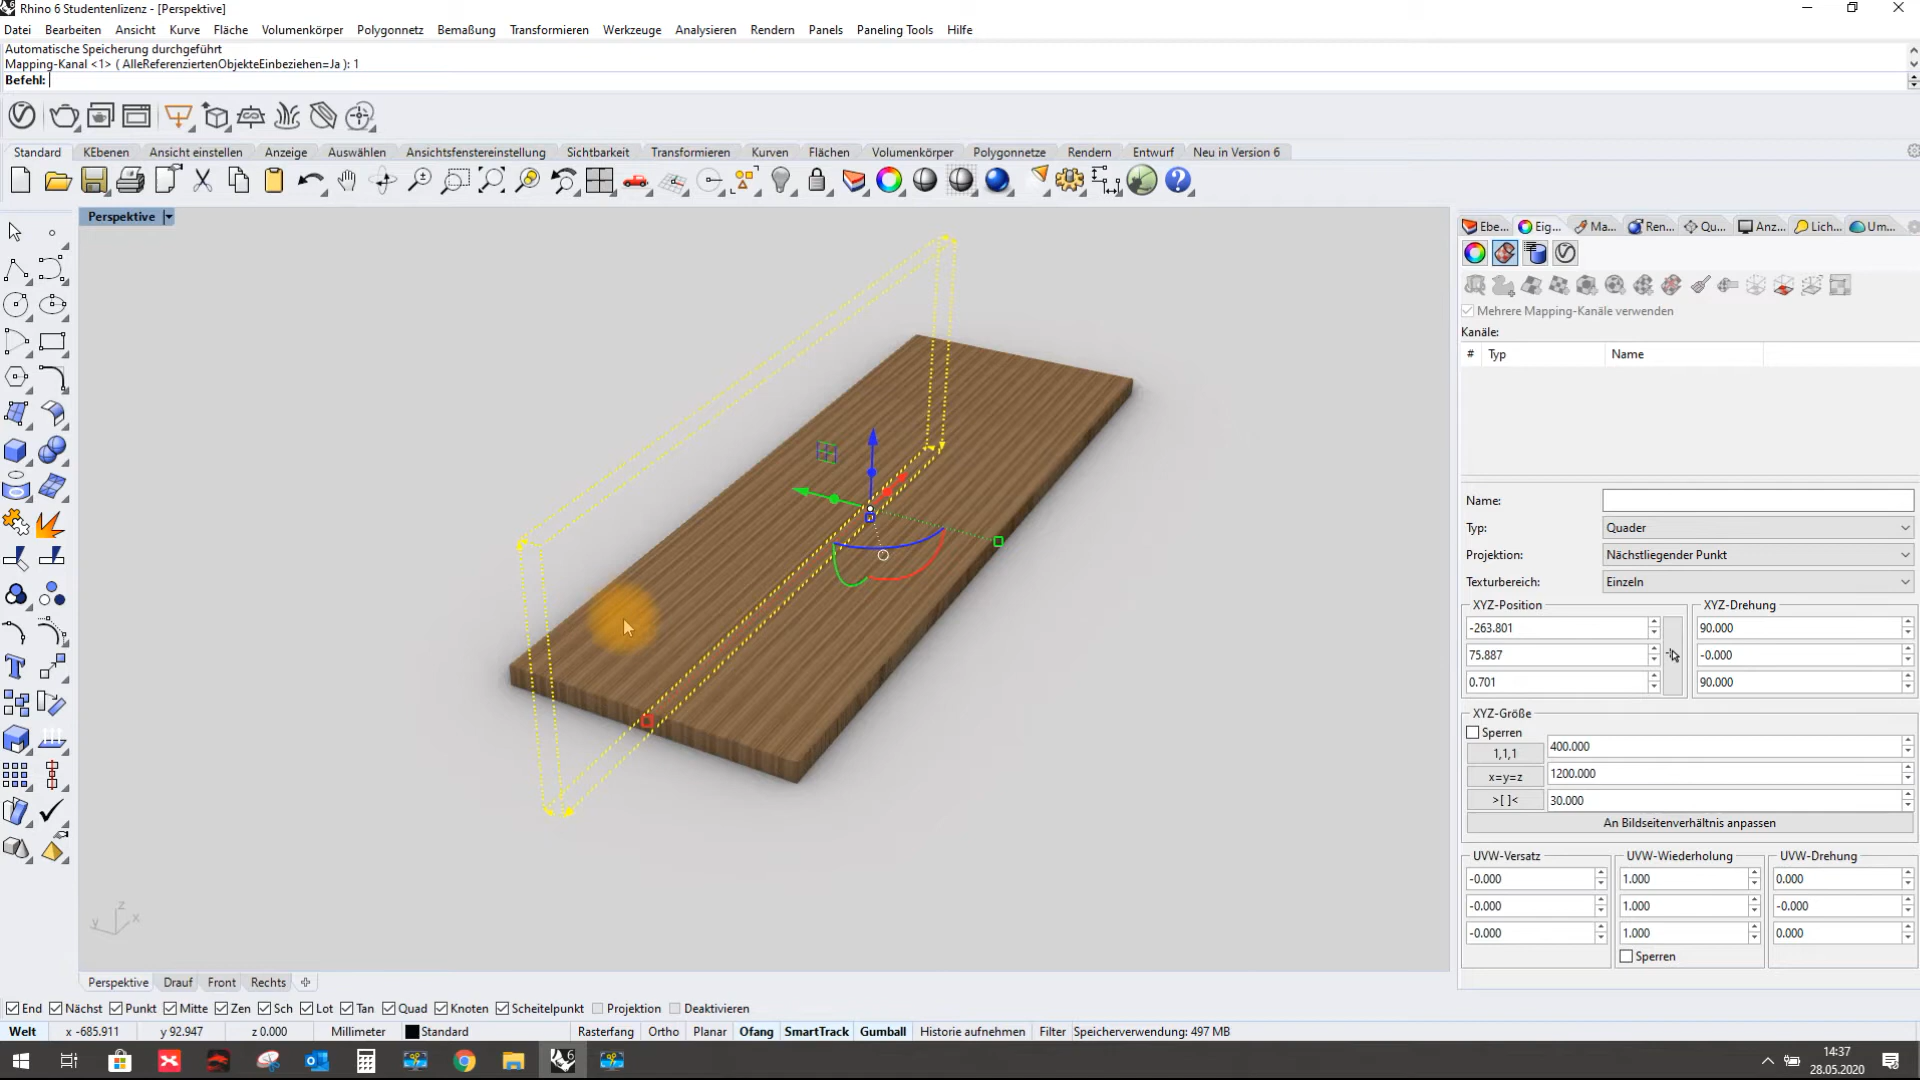 Rhino 6 Studentenlizenz - [Perspektive]
Datei Bearbeiten Ansicht Kurve Fläche Volumenkörper Polygonnetz Bemaßung Transformieren Werkzeuge Analysieren Rendern Panels Paneling Tools Hilfe
Automatische Speicherung durchgeführt
Mapping-Kanal <1> ( AlleReferenziertenObjekteEinbeziehen=Ja ): 1
Befehl:
Standard KEbenen Ansicht einstellen Anzeige Auswählen Ansichtsfenstereinstellung Sichtbarkeit Transformieren Kurven Flächen Volumenkörper Polygonnetze Rendern Entwurf Neu in Version 6
Perspektive
Ebe... Eig... Ma... Ren... Qu... Anz... Lich... Um...
Mehrere Mapping-Kanäle verwenden
Kanäle:
# Typ Name
Name:
Typ: Quader
Projektion: Nächstliegender Punkt
Texturbereich: Einzeln
XYZ-Position XYZ-Drehung
-263.801 90.000
75.887 -0.000
0.701 90.000
XYZ-Größe
Sperren
1,1,1 400.000
x=y=z 1200.000
>[ ]< 30.000
An Bildseitenverhältnis anpassen
UVW-Versatz UVW-Wiederholung UVW-Drehung
-0.000 1.000 0.000
-0.000 1.000 -0.000
-0.000 1.000 0.000
Sperren
z
y x
Perspektive Drauf Front Rechts
End Nächst Punkt Mitte Zen Sch Lot Tan Quad Knoten Scheitelpunkt Projektion Deaktivieren
Welt x -685.911 y 92.947 z 0.000 Millimeter Standard Rasterfang Ortho Planar Ofang SmartTrack Gumball Historie aufnehmen Filter Speicherverwendung: 497 MB
6
14:37
28.05.2020